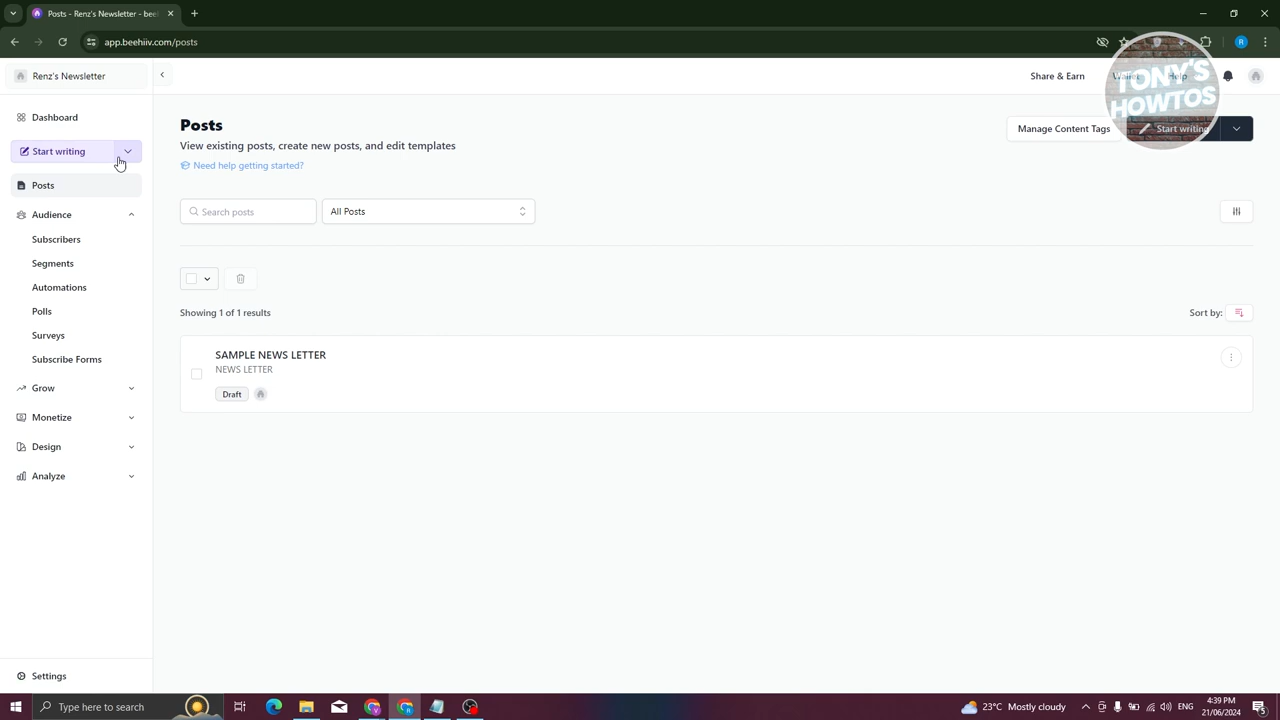 Posts - Renz's Newsletter - beel
app.beehiiv.com/posts
R
Renz's Newsletter
Share & Earn
Wallet
Help
TONY'S
HOWTOS
Dashboard
Start writing
Posts
Audience
Subscribers
Segments
Automations
Polls
Surveys
Subscribe Forms
Grow
Monetize
Design
Analyze
Settings
Posts
View existing posts, create new posts, and edit templates
Need help getting started?
Manage Content Tags
Start writing
Search posts
All Posts
Showing 1 of 1 results
Sort by:
SAMPLE NEWS LETTER
NEWS LETTER
Draft
Type here to search
23°C Mostly cloudy
ENG
4:39 PM
21/06/2024
5